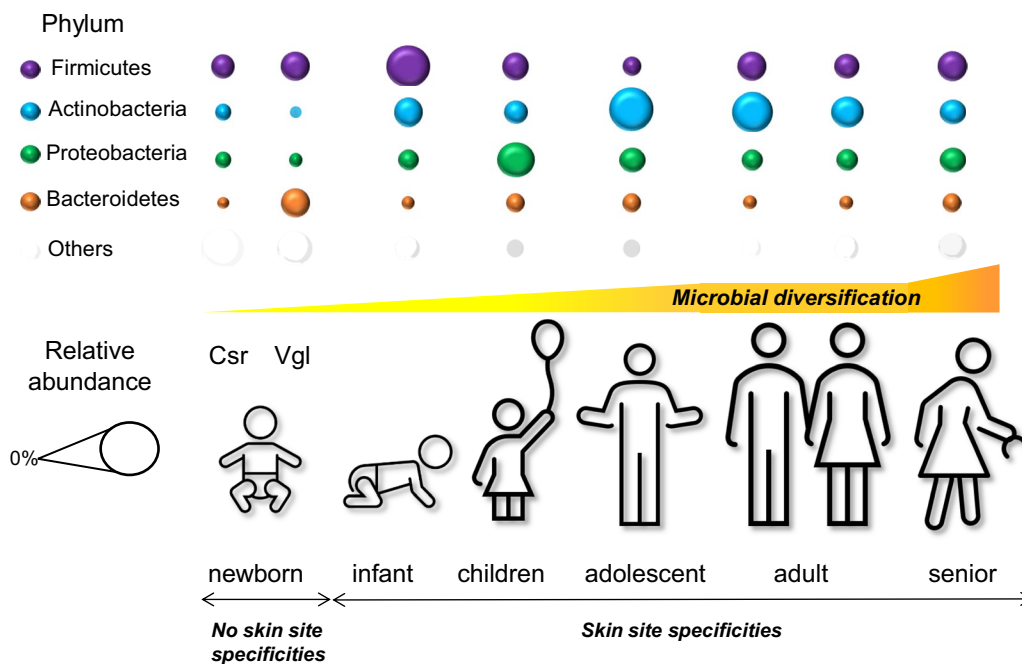 Phylum
Firmicutes
Actinobacteria
Proteobacteria
Bacteroidetes
Others
Microbial diversification
Relative
abundance
0%
Csr Vgl
newborn infant children adolescent adult senior
No skin site
specificities
Skin site specificities